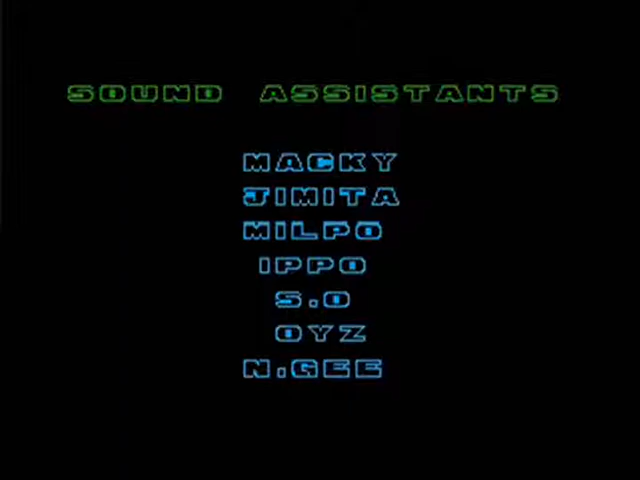 SOUND ASSISTANTS
MACKY
JIMITA
MILPO
IPPO
S.O
OYZ
N.GEE